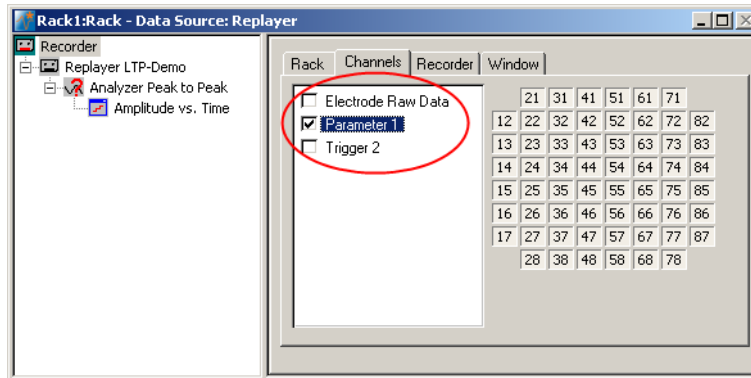 Rack1:Rack - Data Source: Replayer
Recorder
Replayer LTP-Demo
Analyzer Peak to Peak
Amplitude vs. Time
Rack Channels Recorder Window
Electrode Raw Data
Parameter 1
Trigger 2
21 31 41 51 61 71
12 22 32 42 52 62 72 82
13 23 33 43 53 63 73 83
14 24 34 44 54 64 74 84
15 25 35 45 55 65 75 85
16 26 36 46 56 66 76 86
17 27 37 47 57 67 77 87
28 38 48 58 68 78